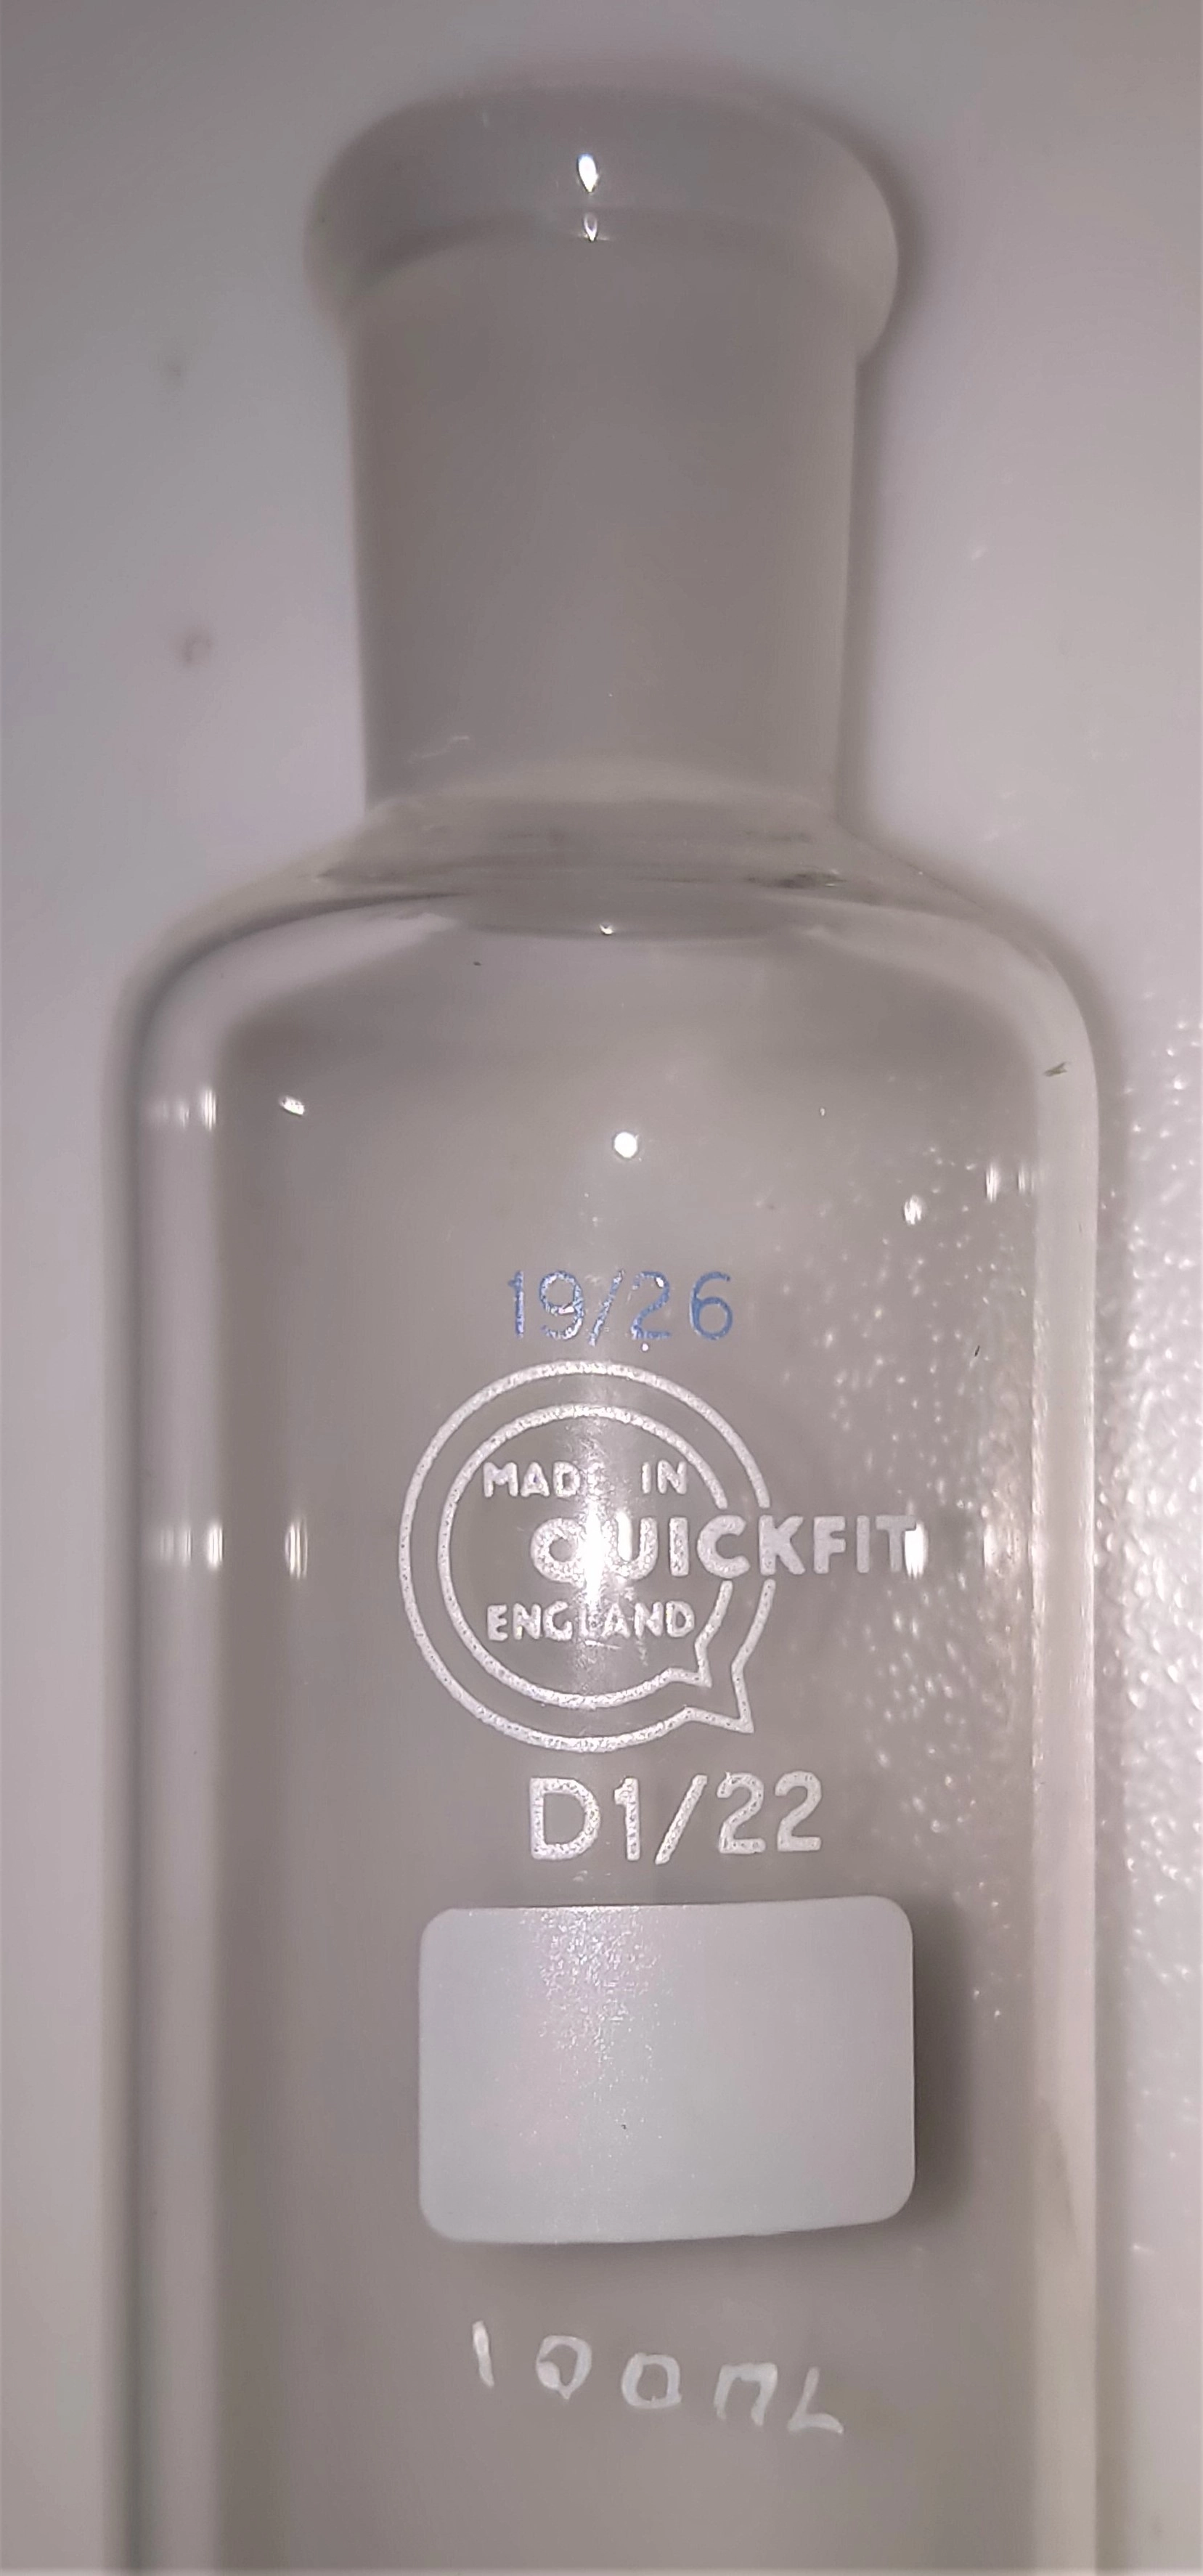 19/26
MADE IN
QUICKFIT
ENGLAND
D1/22
100mL